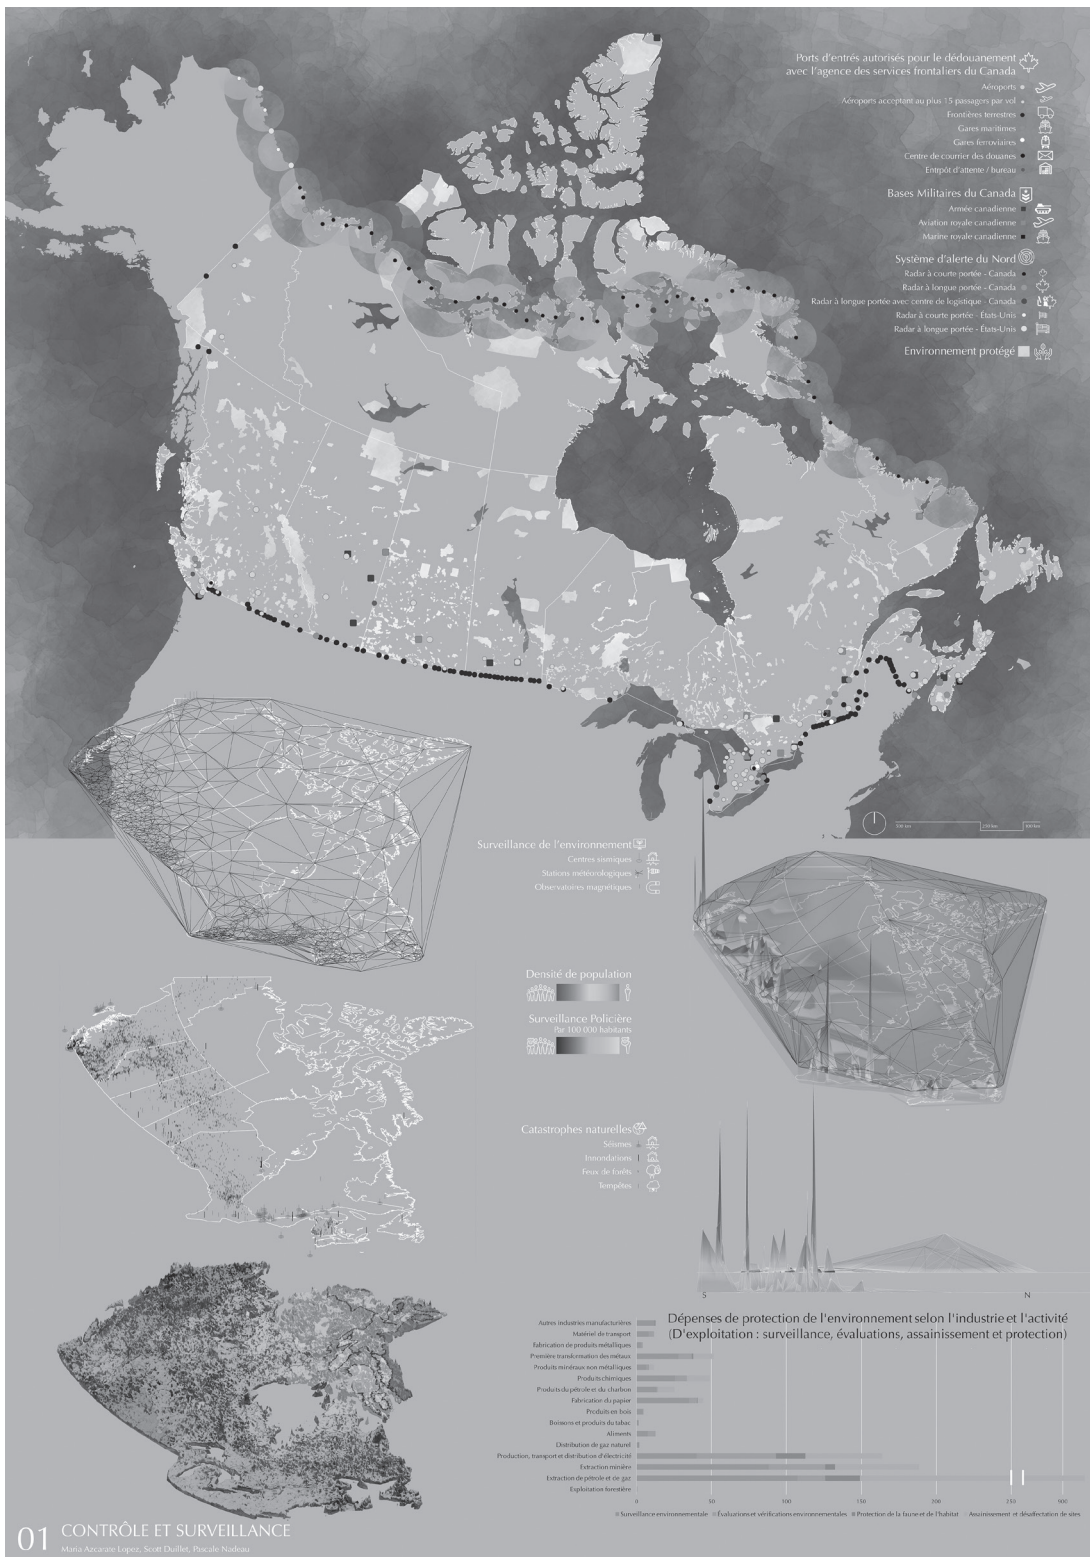 Ports d'entrés autorisés pour le dédouanement
avec l'agence des services frontaliers du Canada
Aéroports
Aéroports acceptant au plus 15 passagers par vol
Frontières terrestres
Gares maritimes
Gares ferroviaires
Centre de courrier des douanes
Entrpôt d'attente / bureau
Bases Militaires du Canada
Armée canadienne
Aviation royale canadienne
Marine royale canadienne
Système d'alerte du Nord
Radar à courte portée - Canada
Radar à longue portée - Canada
Radar à longue portée avec centre de logistique - Canada
Radar à courte portée - États-Unis
Radar à longue portée - États-Unis
Environnement protégé
500 km
250 km
100 km
Surveillance de l'environnement
Centres sismiques
Stations météorologiques
Observatoires magnétiques
Densité de population
Surveillance Policière
Par 100 000 habitants
Catastrophes naturelles
Séismes
Innondations
Feux de forêts
Tempêtes
S
N
Dépenses de protection de l'environnement selon l'industrie et l'activité
(D'exploitation : surveillance, évaluations, assainissement et protection)
Autres industries manufacturières
Matériel de transport
Fabrication de produits métalliques
Première transformation des métaux
Produits minéraux non métalliques
Produits chimiques
Produits du pétrole et du charbon
Fabrication du papier
Produits en bois
Boissons et produits du tabac
Aliments
Distribution de gaz naturel
Production, transport et distribution d'électricité
Extraction minière
Extraction de pétrole et de gaz
Exploitation forestière
0 50 100 150 200 250 300
Surveillance environnementale Évaluations et vérifications environnementales Protection de la faune et de l'habitat Assainissement et désaffectation de sites
01 CONTRÔLE ET SURVEILLANCE
Maria Azcarate Lopez, Scott Duillet, Pascale Nadeau